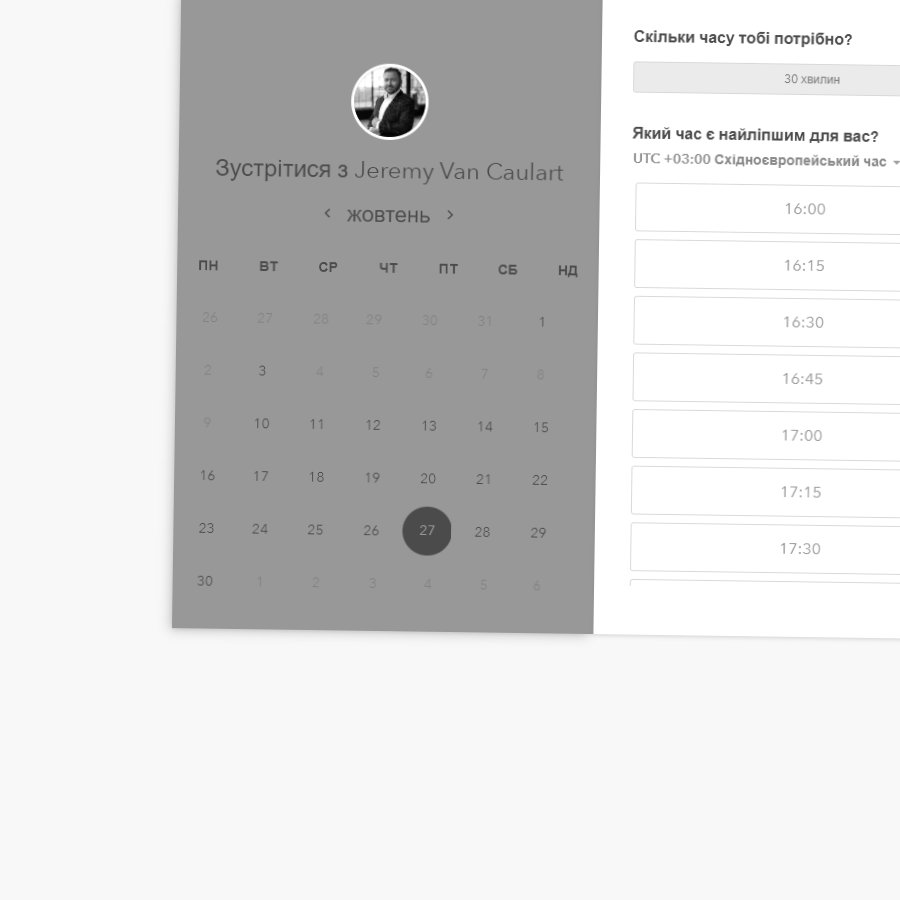 Зустрітися з Jeremy Van Caulart
жовтень
ПН ВТ СР ЧТ ПТ СБ НД
26 27 28 29 30 31 1
2 3 4 5 6 7 8
9 10 11 12 13 14 15
16 17 18 19 20 21 22
23 24 25 26 27 28 29
30 1 2 3 4 5 6
Скільки часу тобі потрібно?
30 хвилин
Який час є найліпшим для вас?
UTC +03:00 Східноєвропейський час
16:00
16:15
16:30
16:45
17:00
17:15
17:30